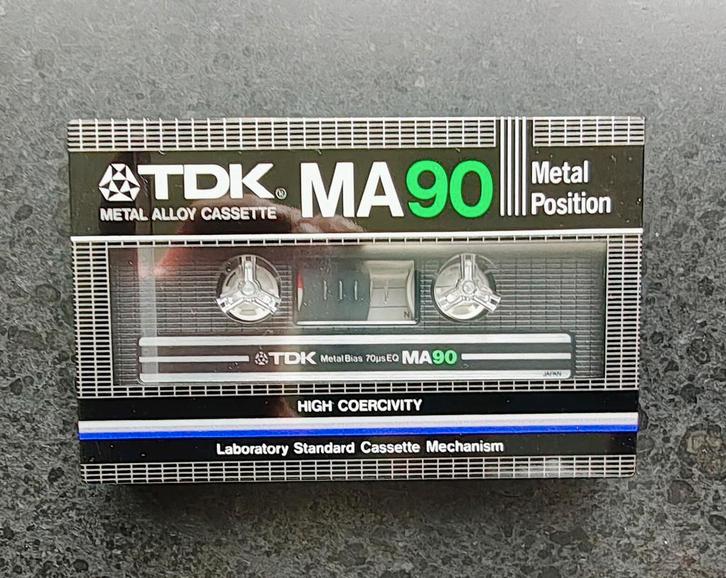 TDK® MA90 Metal Position
METAL ALLOY CASSETTE
N
TDK Metal Bias 70µs EQ MA90
JAPAN
HIGH COERCIVITY
Laboratory Standard Cassette Mechanism